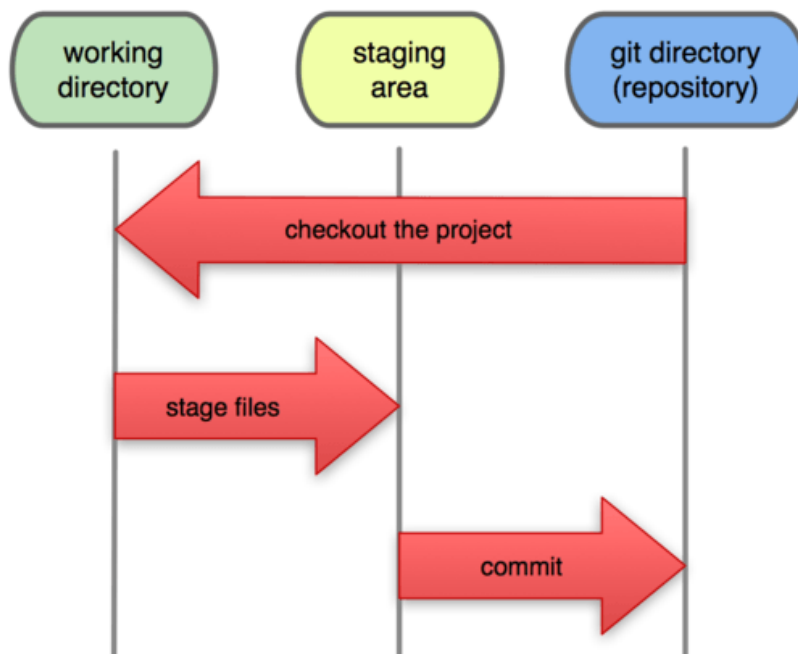 working
directory
staging
area
git directory
(repository)
checkout the project
stage files
commit